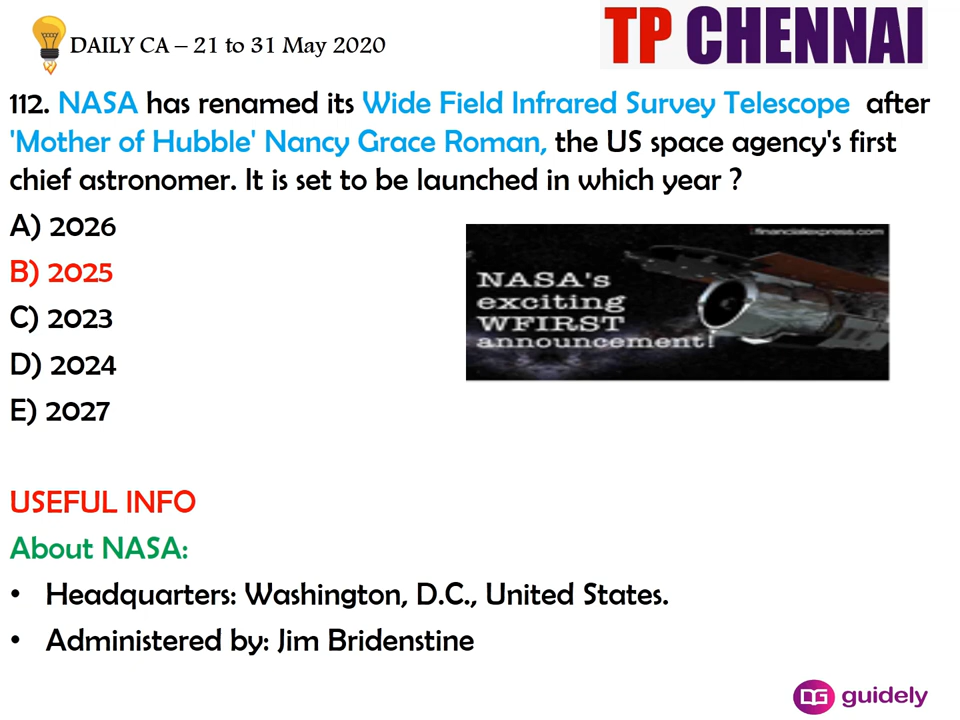 DAILY CA – 21 to 31 May 2020
TP CHENNAI
112. NASA has renamed its Wide Field Infrared Survey Telescope after
'Mother of Hubble' Nancy Grace Roman, the US space agency's first
chief astronomer. It is set to be launched in which year ?
A) 2026
B) 2025
C) 2023
D) 2024
E) 2027
financialexpress.com
NASA's
exciting
WFIRST
announcement!
USEFUL INFO
About NASA:
• Headquarters: Washington, D.C., United States.
• Administered by: Jim Bridenstine
guidely